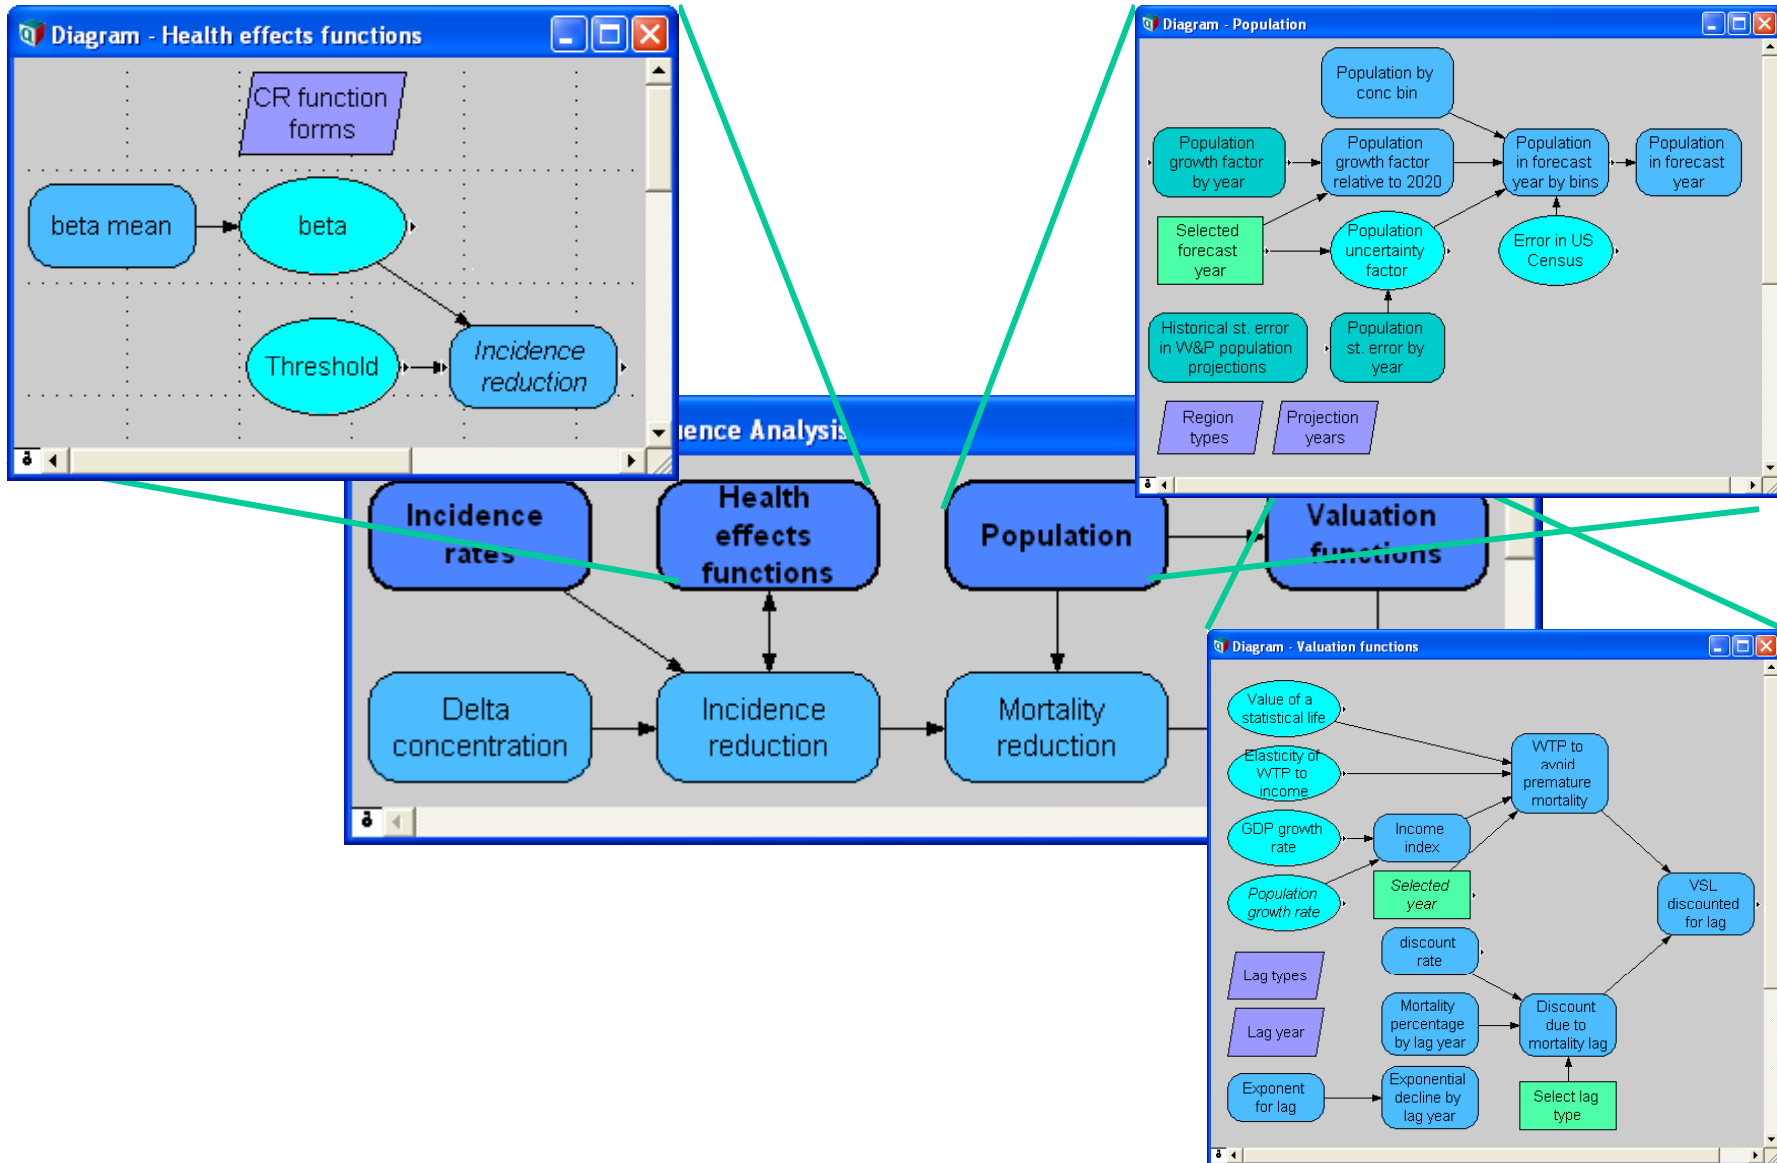 Diagram - Health effects functions
CR function
forms
beta mean
beta
Threshold
Incidence
reduction
Diagram - Population
Population by
conc bin
Population
growth factor
by year
Population
growth factor
relative to 2020
Population
in forecast
year by bins
Population
in forecast
year
Selected
forecast
year
Population
uncertainty
factor
Error in US
Census
Historical st. error
in W&P population
projections
Population
st. error by
year
Region
types
Projection
years
uence Analysis
Incidence
rates
Health
effects
functions
Population
Valuation
functions
Delta
concentration
Incidence
reduction
Mortality
reduction
Diagram - Valuation functions
Value of a
statistical life
Elasticity of
WTP to
income
WTP to
avoid
premature
mortality
GDP growth
rate
Income
index
Population
growth rate
Selected
year
VSL
discounted
for lag
discount
rate
Lag types
Lag year
Mortality
percentage
by lag year
Discount
due to
mortality lag
Exponent
for lag
Exponential
decline by
lag year
Select lag
type